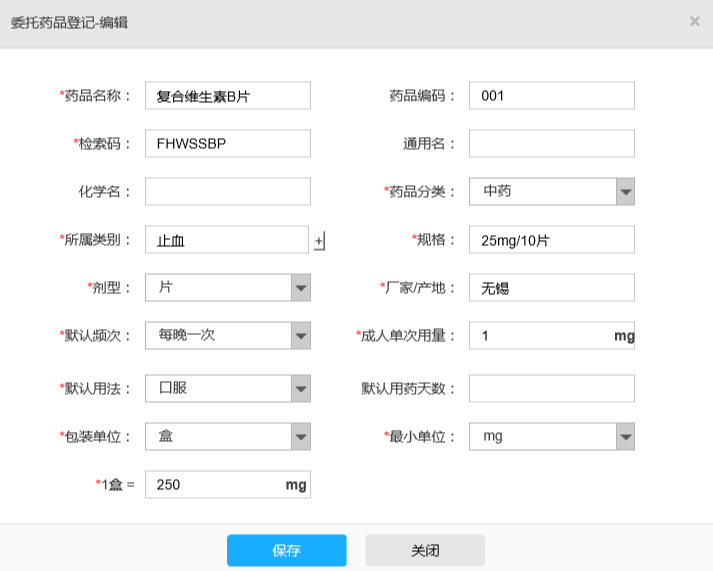 委托药品登记-编辑 ×
*药品名称： 复合维生素B片 药品编码： 001
*检索码： FHWSSBP 通用名：
化学名： *药品分类： 中药
*所属类别： 止血 + *规格： 25mg/10片
*剂型： 片 *厂家/产地： 无锡
*默认频次： 每晚一次 *成人单次用量： 1 mg
*默认用法： 口服 默认用药天数：
*包装单位： 盒 *最小单位： mg
*1盒 = 250 mg
保存 关闭